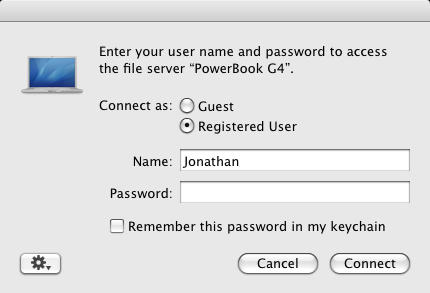 Enter your user name and password to access
the file server “PowerBook G4”.
Connect as: Guest
Registered User
Name: Jonathan
Password:
Remember this password in my keychain
Cancel Connect